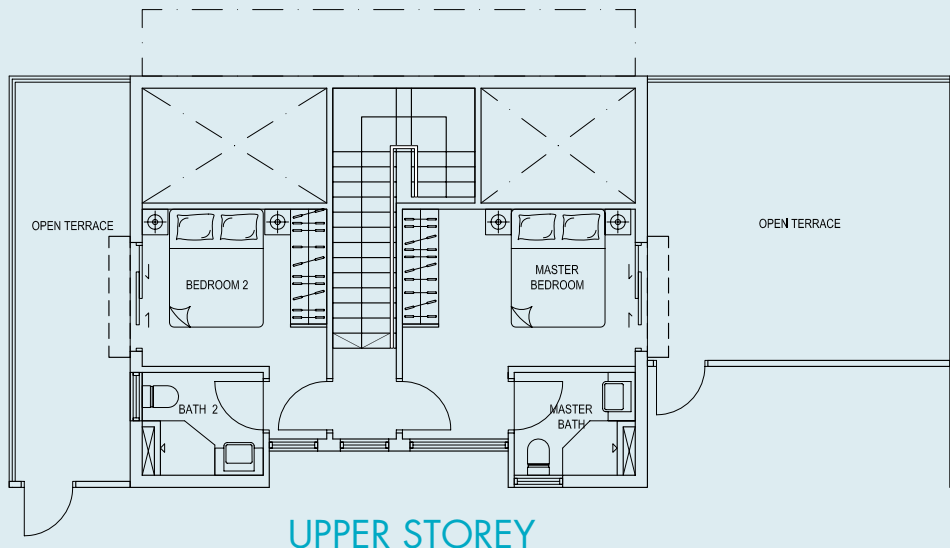 OPEN TERRACE
OPEN TERRACE
BEDROOM 2
MASTER
BEDROOM
BATH 2
MASTER
BATH
UPPER STOREY